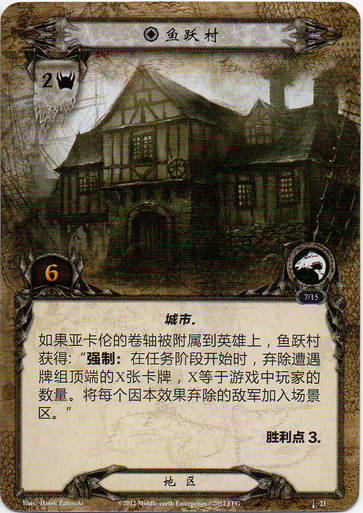 鱼跃村
2
6
7/15
城市.
如果亚卡伦的卷轴被附属到英雄上，鱼跃村
获得:“强制：在任务阶段开始时，弃除遭遇
牌组顶端的X张卡牌，X等于游戏中玩家的
数量。将每个因本效果弃除的敌军加入场景
区。”
胜利点 3.
地区
Illus. Darek Zabrocki ©2012 Middle-earth Enterprises ©2012 FFG 21